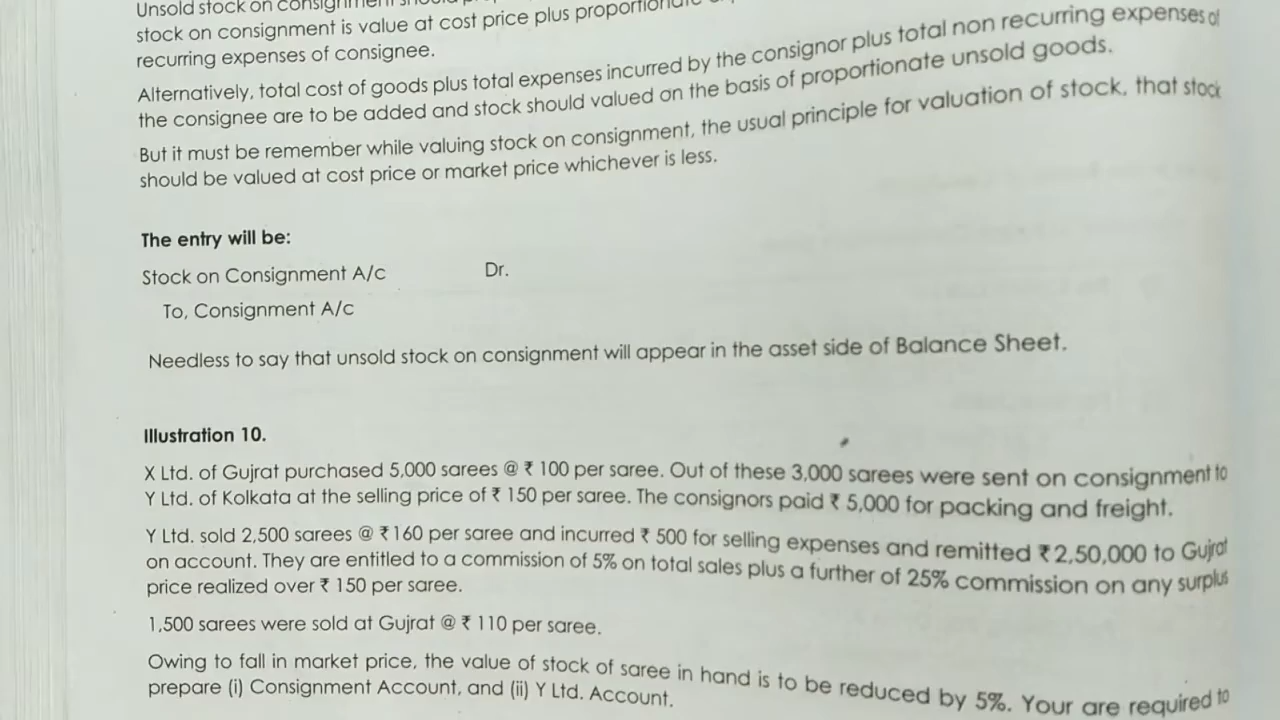 Unsold stock on consignment should
stock on consignment is value at cost price plus proportionate
recurring expenses of consignee.
Alternatively, total cost of goods plus total expenses incurred by the consignor plus total non recurring expenses of
the consignee are to be added and stock should valued on the basis of proportionate unsold goods.
But it must be remember while valuing stock on consignment, the usual principle for valuation of stock, that stock
should be valued at cost price or market price whichever is less.
The entry will be:
Stock on Consignment A/c Dr.
To, Consignment A/c
Needless to say that unsold stock on consignment will appear in the asset side of Balance Sheet.
Illustration 10.
X Ltd. of Gujrat purchased 5,000 sarees @ ₹ 100 per saree. Out of these 3,000 sarees were sent on consignment to
Y Ltd. of Kolkata at the selling price of ₹ 150 per saree. The consignors paid ₹ 5,000 for packing and freight.
Y Ltd. sold 2,500 sarees @ ₹160 per saree and incurred ₹ 500 for selling expenses and remitted ₹2,50,000 to Gujrat
on account. They are entitled to a commission of 5% on total sales plus a further of 25% commission on any surplus
price realized over ₹ 150 per saree.
1,500 sarees were sold at Gujrat @ ₹ 110 per saree.
Owing to fall in market price, the value of stock of saree in hand is to be reduced by 5%. Your are required to
prepare (i) Consignment Account, and (ii) Y Ltd. Account.